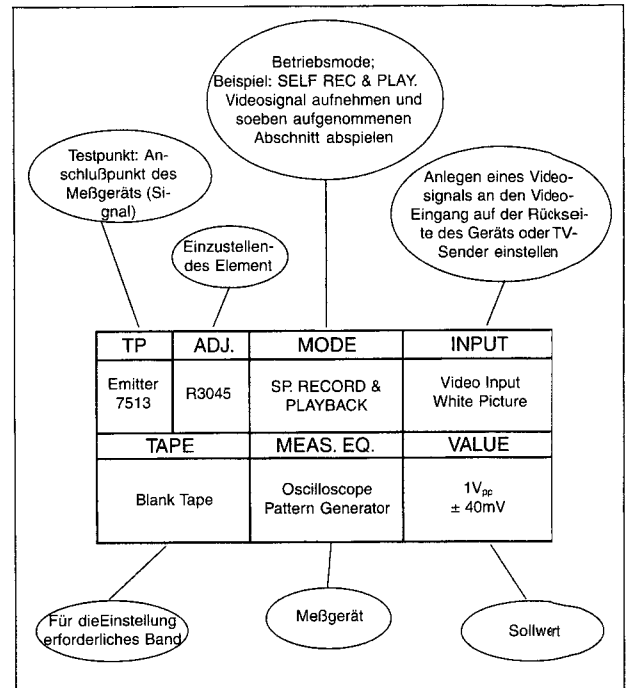 Betriebsmode;
Beispiel: SELF REC & PLAY.
Videosignal aufnehmen und
soeben aufgenommenen
Abschnitt abspielen
Testpunkt: An-
schlußpunkt des
Meßgeräts (Si-
gnal)
Anlegen eines Video-
signals an den Video-
Eingang auf der Rücksei-
te des Geräts oder TV-
Sender einstellen
Einzustellen-
des Element
TP ADJ. MODE INPUT
Emitter
7513
R3045
SP. RECORD &
PLAYBACK
Video Input
White Picture
TAPE MEAS. EQ. VALUE
Blank Tape
Oscilloscope
Pattern Generator
1Vpp
± 40mV
Für dieEinstellung
erforderliches Band
Meßgerät
Sollwert